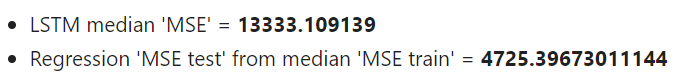 • LSTM median 'MSE' = 13333.109139
• Regression 'MSE test' from median 'MSE train' = 4725.39673011144